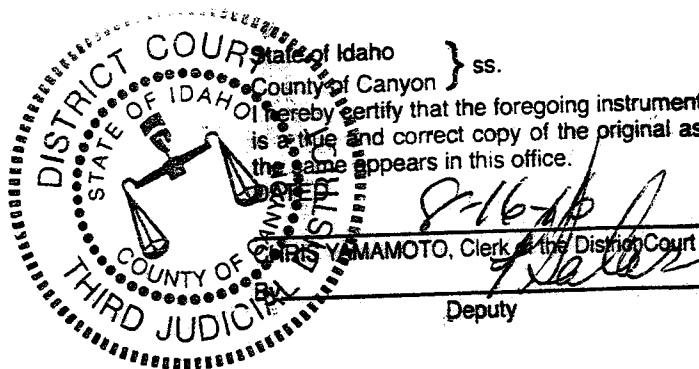 DISTRICT COURT
THIRD JUDICIAL DISTRICT
STATE OF IDAHO
COUNTY OF CANYON
State of Idaho
County of Canyon } ss.
I hereby certify that the foregoing instrument
is a true and correct copy of the original as
the same appears in this office.
DATED
8-16-
CHRIS YAMAMOTO, Clerk of the District Court
By
Deputy